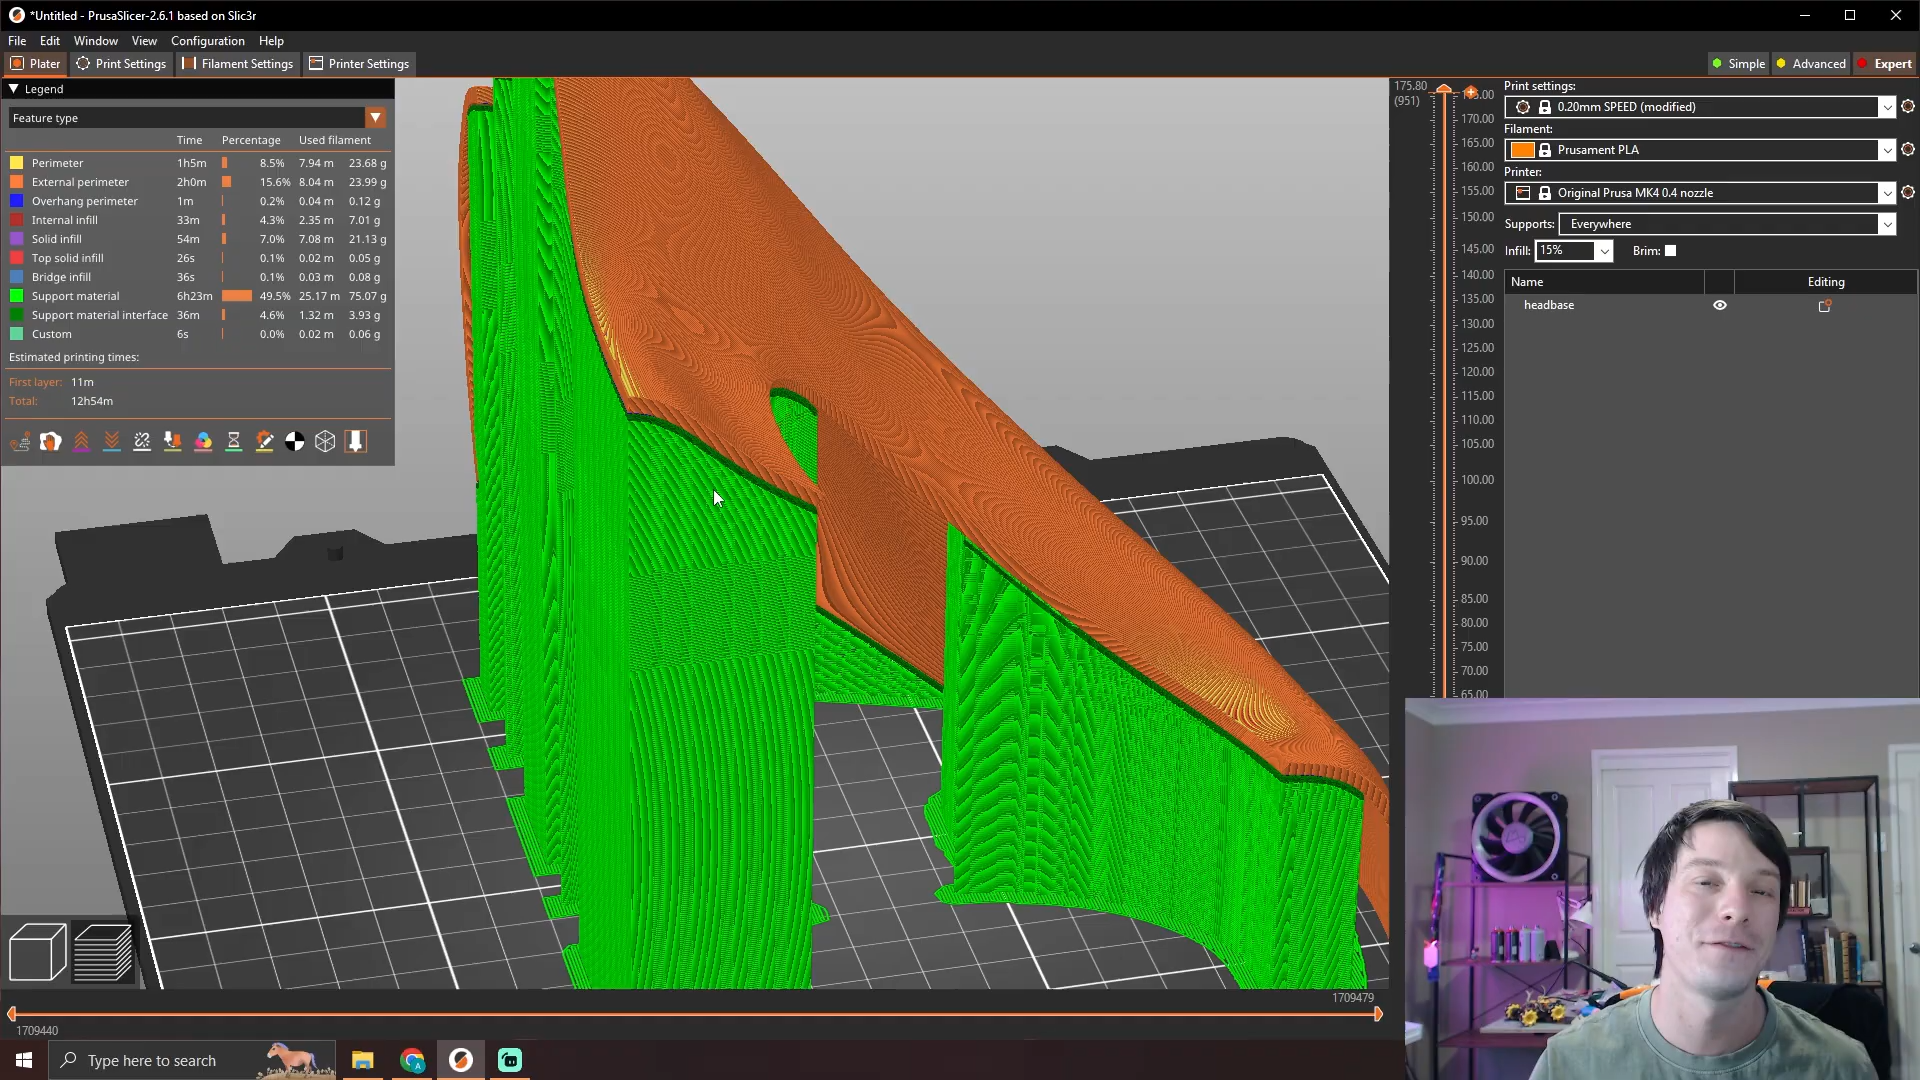 *Untitled - PrusaSlicer-2.6.1 based on Slic3r
File Edit Window View Configuration Help
Plater Print Settings Filament Settings Printer Settings Simple Advanced Expert
Legend
Feature type
Time Percentage Used filament
Perimeter 1h5m 8.5% 7.94 m 23.68 g
External perimeter 2h0m 15.6% 8.04 m 23.99 g
Overhang perimeter 1m 0.2% 0.04 m 0.12 g
Internal infill 33m 4.3% 2.35 m 7.01 g
Solid infill 54m 7.0% 7.08 m 21.13 g
Top solid infill 26s 0.1% 0.02 m 0.05 g
Bridge infill 36s 0.1% 0.03 m 0.08 g
Support material 6h23m 49.5% 25.17 m 75.07 g
Support material interface 36m 4.6% 1.32 m 3.93 g
Custom 6s 0.0% 0.02 m 0.06 g
Estimated printing times:
First layer: 11m
Total: 12h54m
175.80
(951)
170.00
165.00
160.00
155.00
150.00
145.00
140.00
135.00
130.00
125.00
120.00
115.00
110.00
105.00
100.00
95.00
90.00
85.00
80.00
75.00
70.00
65.00
Print settings:
0.20mm SPEED (modified)
Filament:
Prusament PLA
Printer:
Original Prusa MK4 0.4 nozzle
Supports: Everywhere
Infill: 15% Brim:
Name Editing
headbase
1709479
1709440
Type here to search